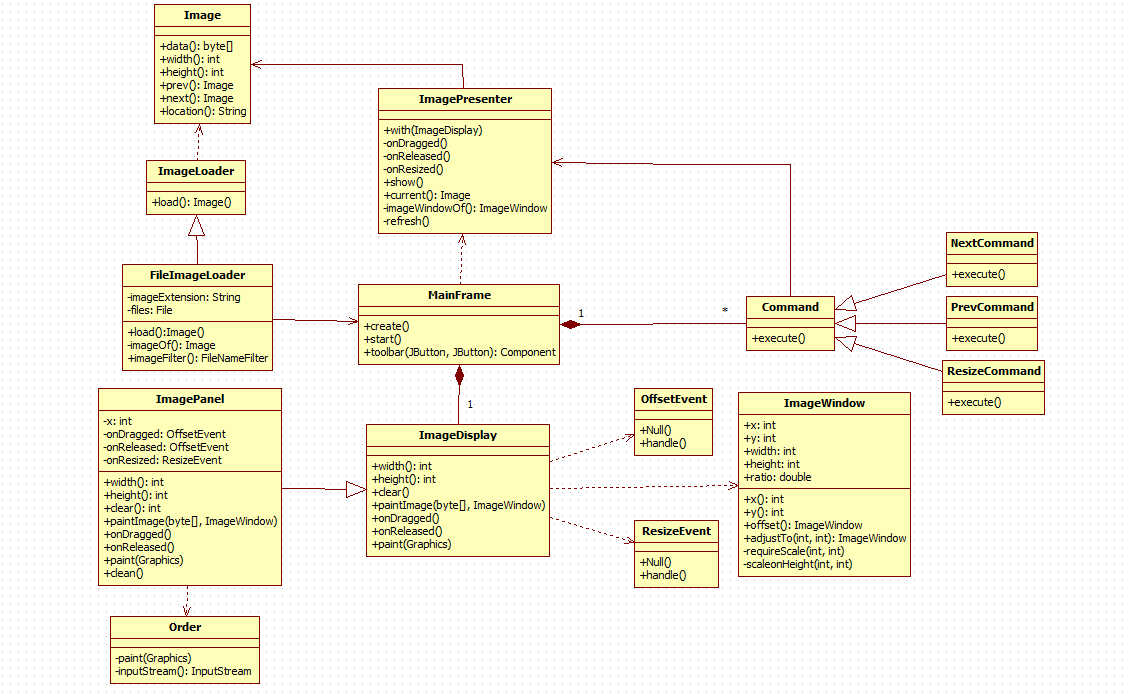 Image
+data(): byte[]
+width(): int
+height(): int
+prev(): Image
+next(): Image
+location(): String
ImagePresenter
+with(ImageDisplay)
-onDragged()
-onReleased()
-onResized()
+show()
+current(): Image
-imageWindowOf(): ImageWindow
-refresh()
ImageLoader
+load(): Image()
FileImageLoader
-imageExtension: String
-files: File
+load():Image()
-imageOf(): Image
+imageFilter(): FileNameFilter
MainFrame
+create()
+start()
+toolbar(JButton, JButton): Component
1
*
Command
+execute()
NextCommand
+execute()
PrevCommand
+execute()
ResizeCommand
+execute()
ImagePanel
-x: int
-onDragged: OffsetEvent
-onReleased: OffsetEvent
-onResized: ResizeEvent
+width(): int
+height(): int
+clear(): int
+paintImage(byte[], ImageWindow)
+onDragged()
+onReleased()
+paint(Graphics)
+clean()
1
ImageDisplay
+width(): int
+height(): int
+clear()
+paintImage(byte[], ImageWindow)
+onDragged()
+onReleased()
+paint(Graphics)
OffsetEvent
+Null()
+handle()
ResizeEvent
+Null()
+handle()
ImageWindow
+x: int
+y: int
+width: int
+height: int
+ratio: double
+x(): int
+y(): int
+offset(): ImageWindow
+adjustTo(int, int): ImageWindow
-requireScale(int, int)
-scaleonHeight(int, int)
Order
-paint(Graphics)
-inputStream(): InputStream